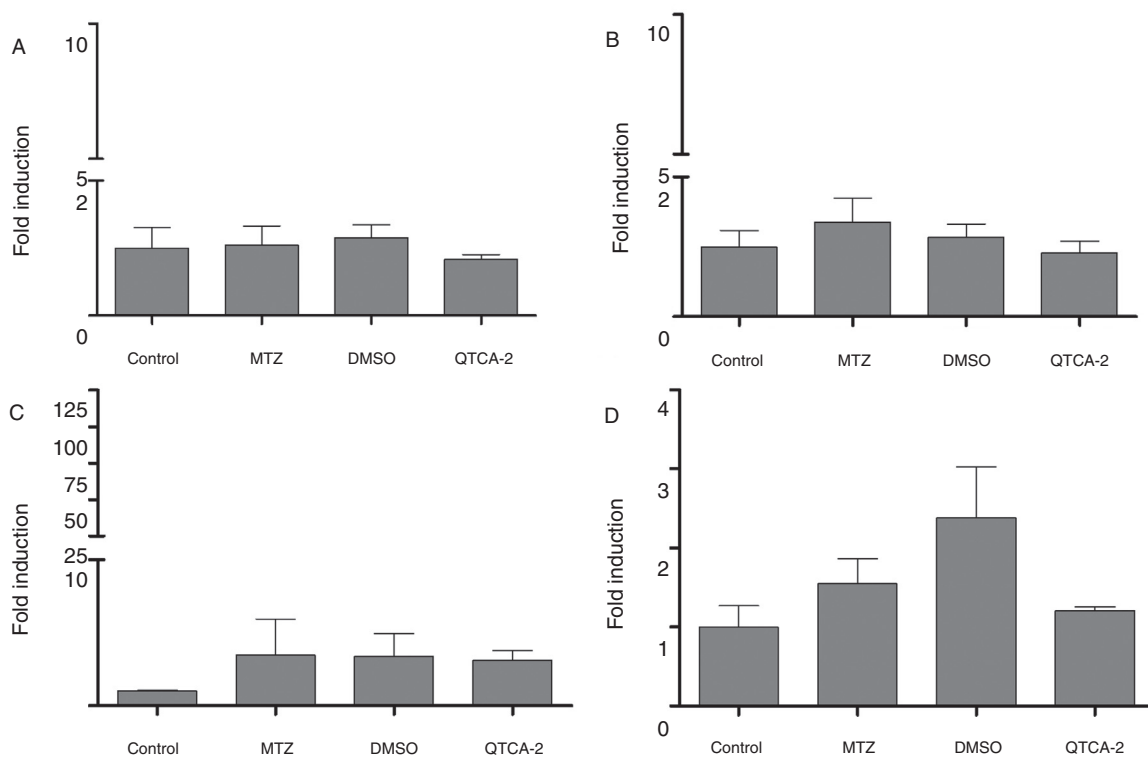 A
Fold induction
10
5
2
0
Control MTZ DMSO QTCA-2
B
Fold induction
10
5
2
0
Control MTZ DMSO QTCA-2
C
Fold induction
125
100
75
50
25
10
Control MTZ DMSO QTCA-2
D
Fold induction
4
3
2
1
0
Control MTZ DMSO QTCA-2